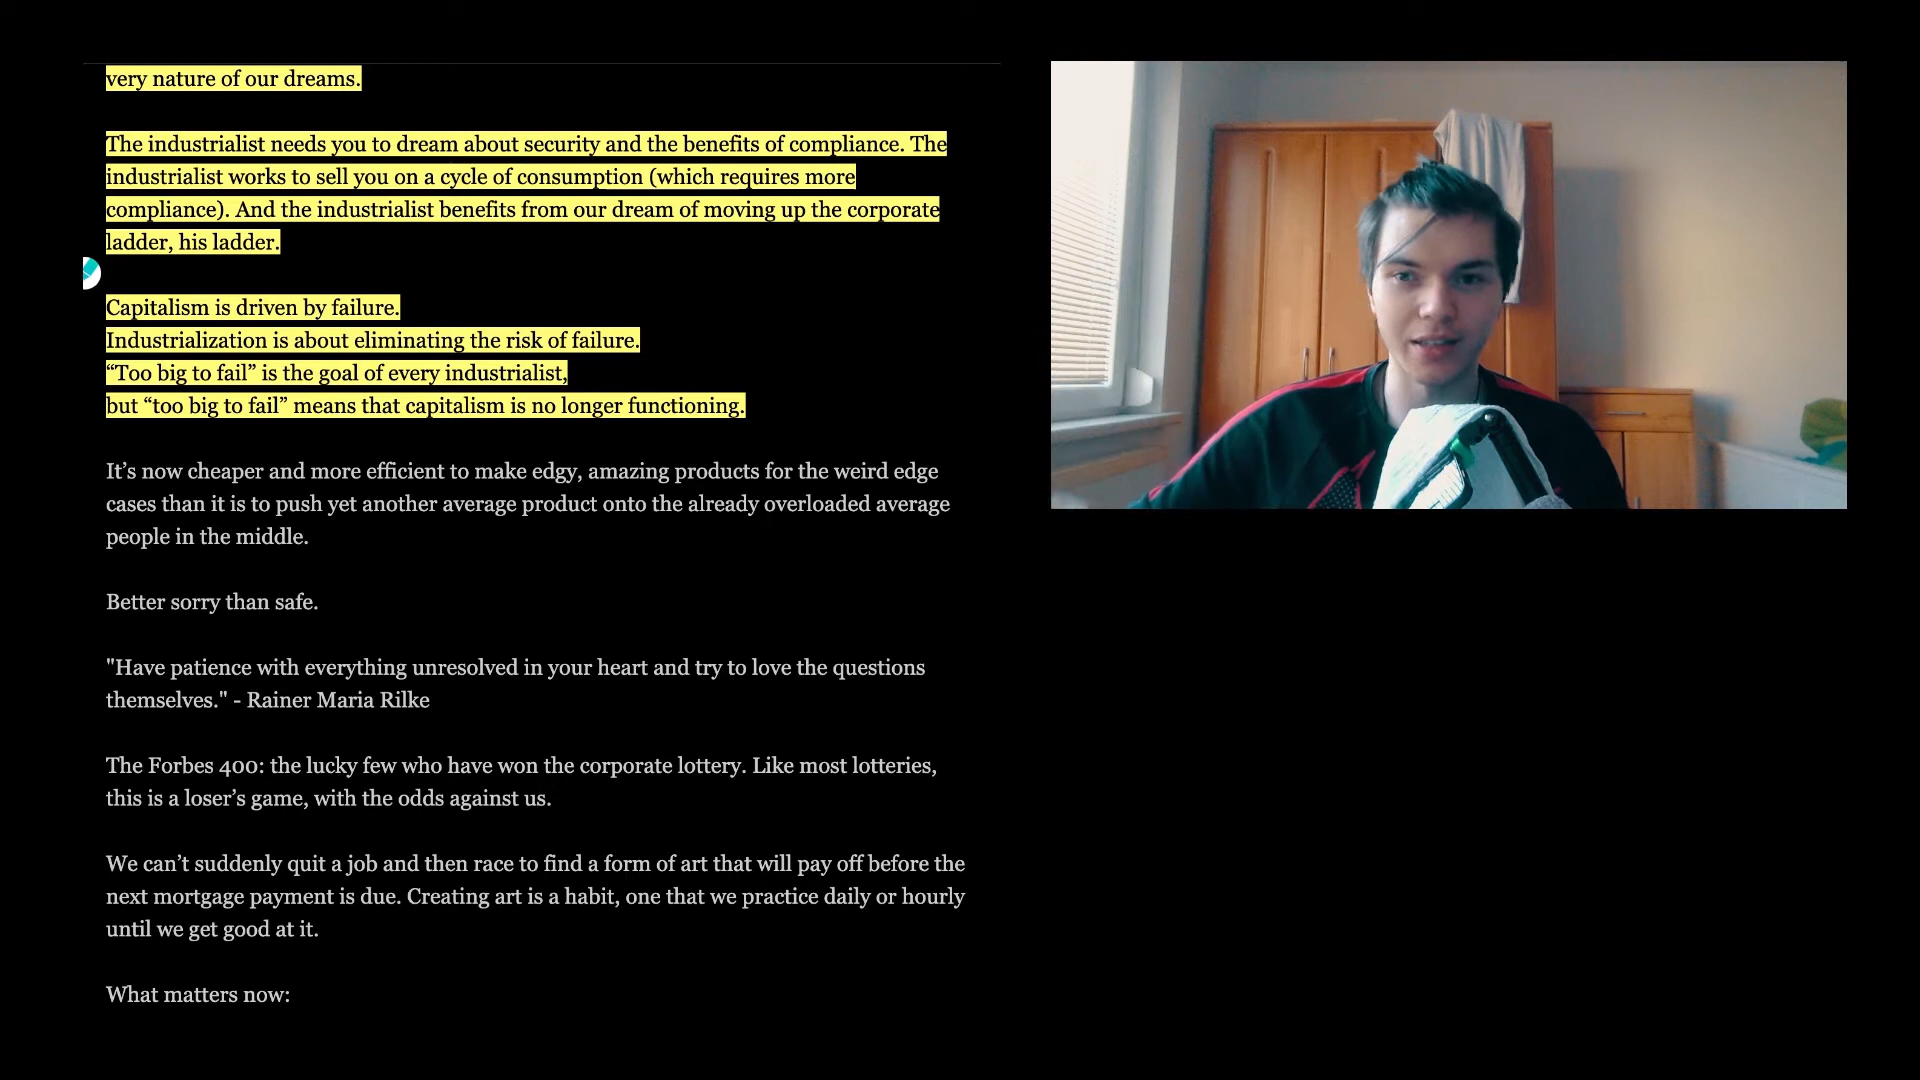 very nature of our dreams.
The industrialist needs you to dream about security and the benefits of compliance. The
industrialist works to sell you on a cycle of consumption (which requires more
compliance). And the industrialist benefits from our dream of moving up the corporate
ladder, his ladder.
Capitalism is driven by failure.
Industrialization is about eliminating the risk of failure.
“Too big to fail” is the goal of every industrialist,
but “too big to fail” means that capitalism is no longer functioning.
It’s now cheaper and more efficient to make edgy, amazing products for the weird edge
cases than it is to push yet another average product onto the already overloaded average
people in the middle.
Better sorry than safe.
"Have patience with everything unresolved in your heart and try to love the questions
themselves." - Rainer Maria Rilke
The Forbes 400: the lucky few who have won the corporate lottery. Like most lotteries,
this is a loser’s game, with the odds against us.
We can’t suddenly quit a job and then race to find a form of art that will pay off before the
next mortgage payment is due. Creating art is a habit, one that we practice daily or hourly
until we get good at it.
What matters now: